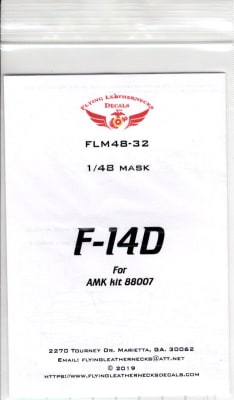 FLYING LEATHERNECKS
DECALS
FLM48-32
1/48 MASK
F-14D
For
AMK kit 88007
2270 Tourney Dr. Marietta, GA. 30062
Email: flyingleathernecks@att.net
© 2019
https://www.flyingleathernecksdecals.com